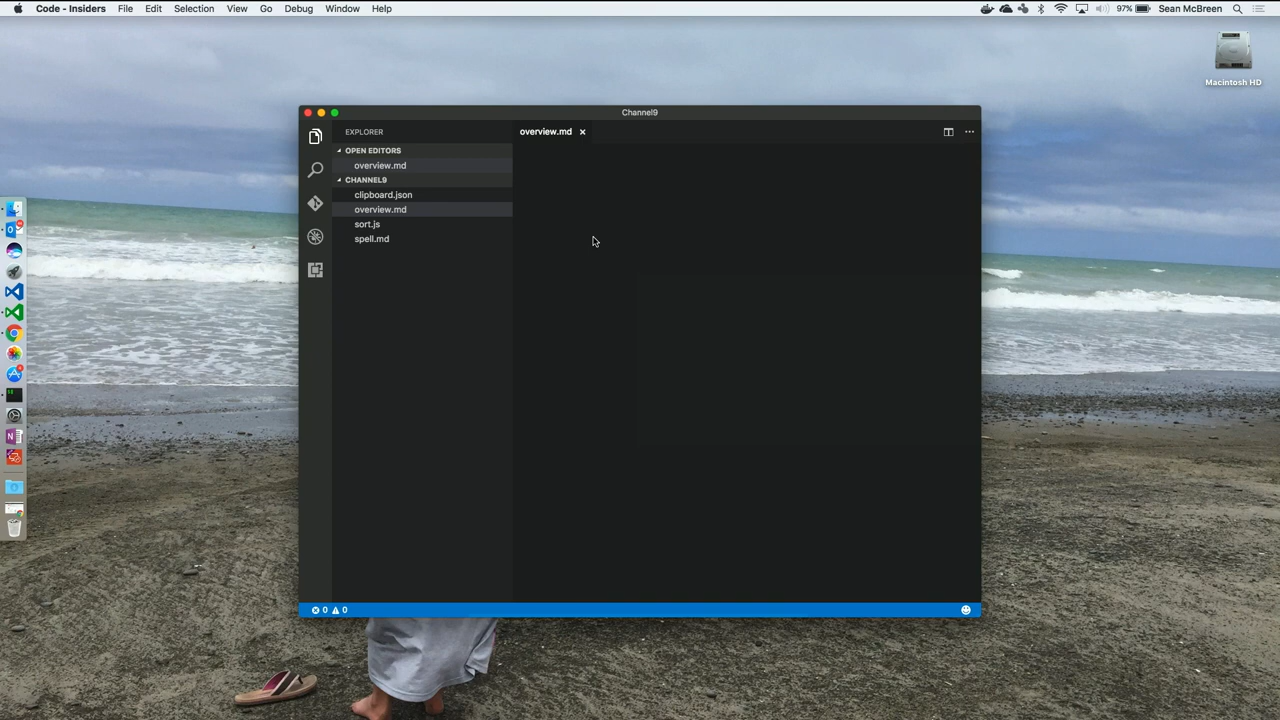 Code - Insiders File Edit Selection View Go Debug Window Help 97% Sean McBreen
Macintosh HD
Channel9
EXPLORER
overview.md
OPEN EDITORS
overview.md
CHANNEL9
clipboard.json
overview.md
sort.js
spell.md
0 0